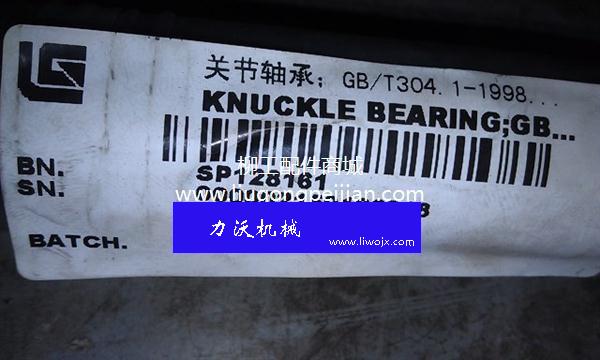 关节轴承; GB/T304.1-1998...
KNUCKLE BEARING;GB...
BN. SP128161
柳工配件商城
SN.
www.liugongpeijian.com
力沃机械
BATCH.
www.liwojx.com